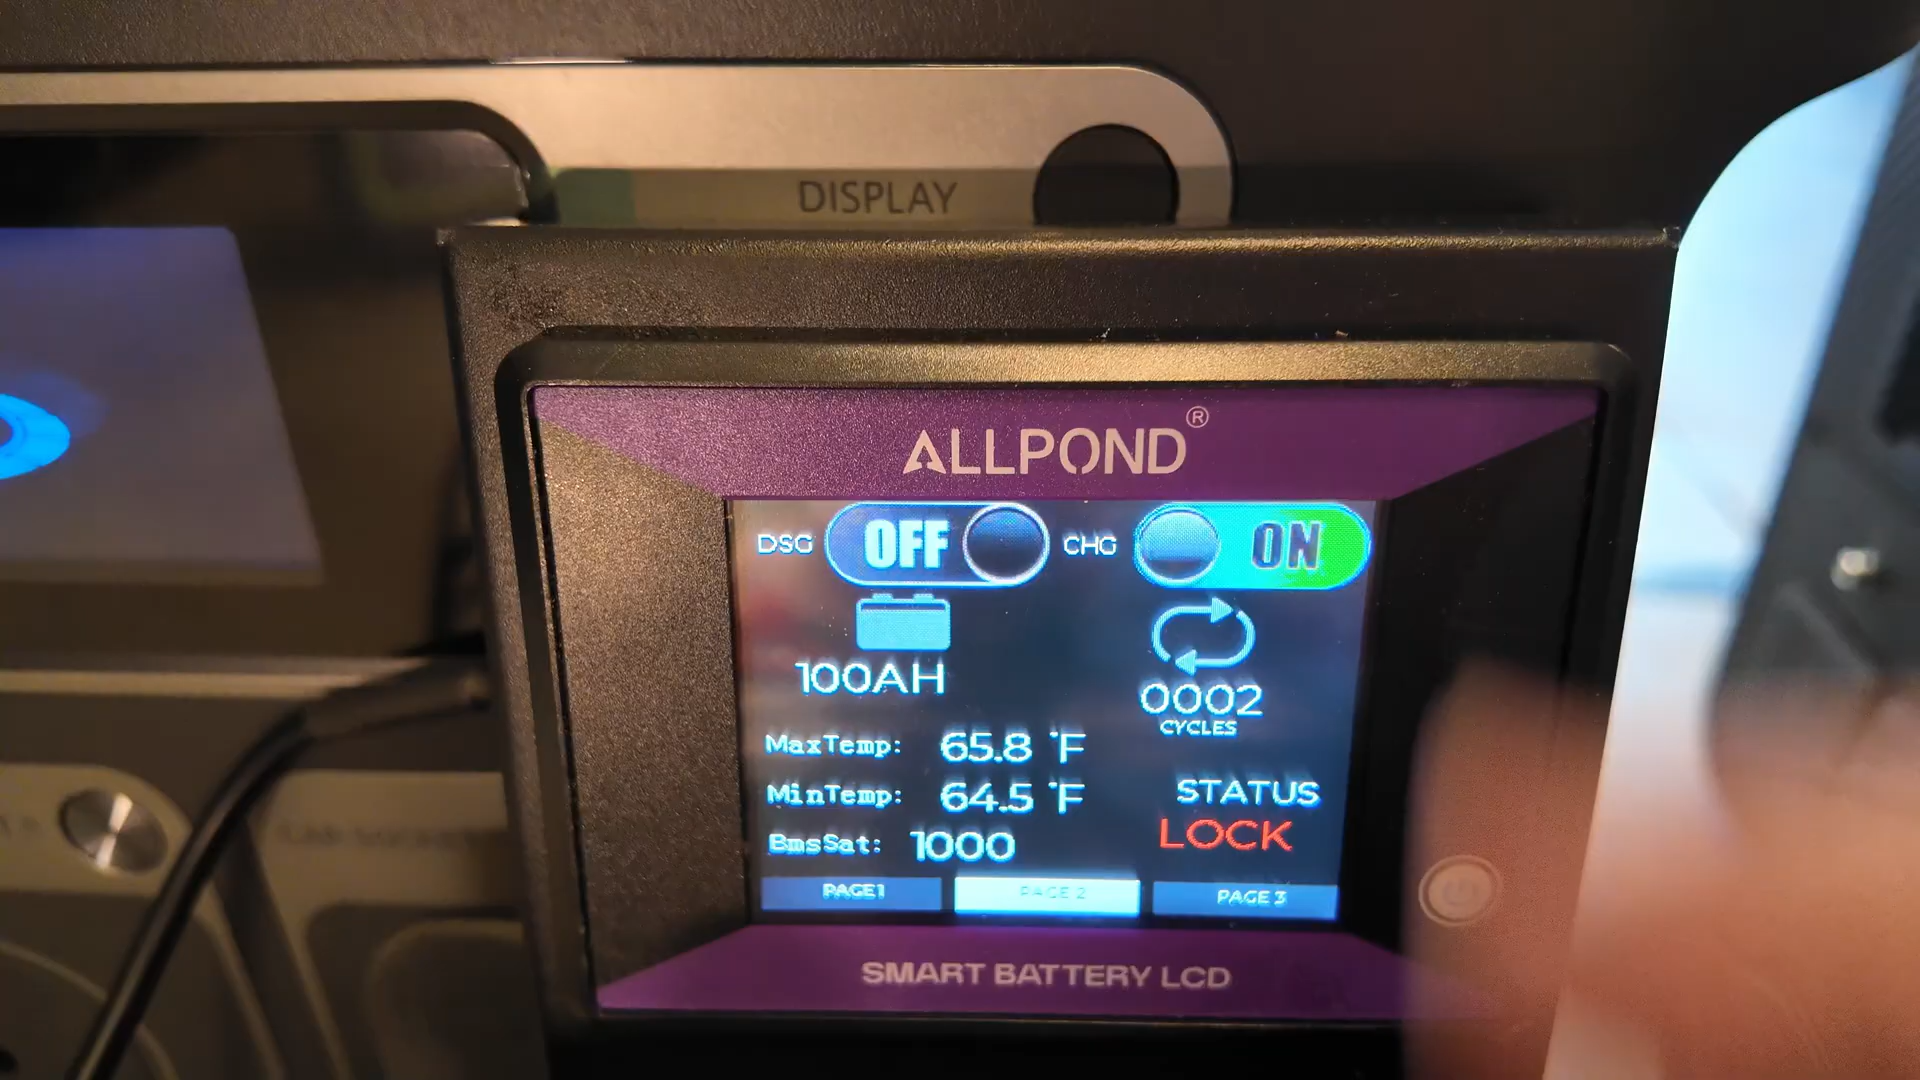 DISPLAY
ALLPOND®
DSG OFF CHG ON
100AH
0002
CYCLES
MaxTemp: 65.8 °F
MinTemp: 64.5 °F
BmsSat: 1000
STATUS
LOCK
PAGE1 PAGE 2 PAGE 3
SMART BATTERY LCD